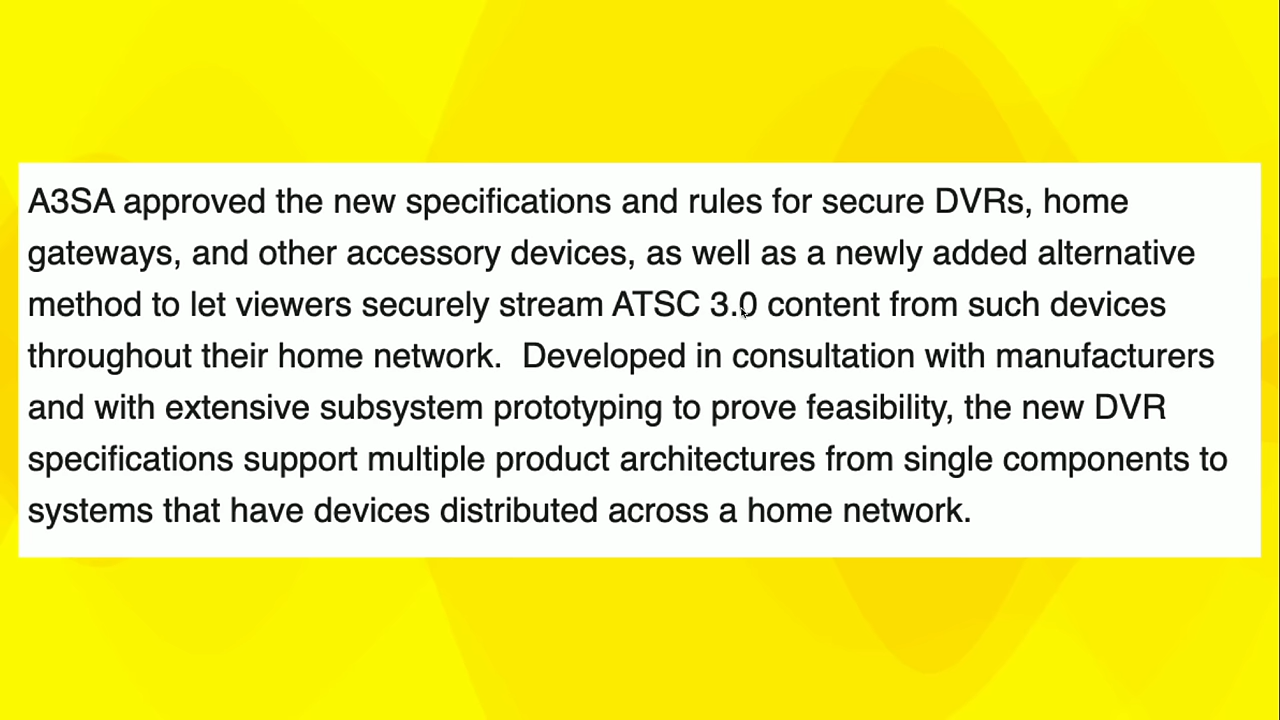 A3SA approved the new specifications and rules for secure DVRs, home
gateways, and other accessory devices, as well as a newly added alternative
method to let viewers securely stream ATSC 3.0 content from such devices
throughout their home network.  Developed in consultation with manufacturers
and with extensive subsystem prototyping to prove feasibility, the new DVR
specifications support multiple product architectures from single components to
systems that have devices distributed across a home network.